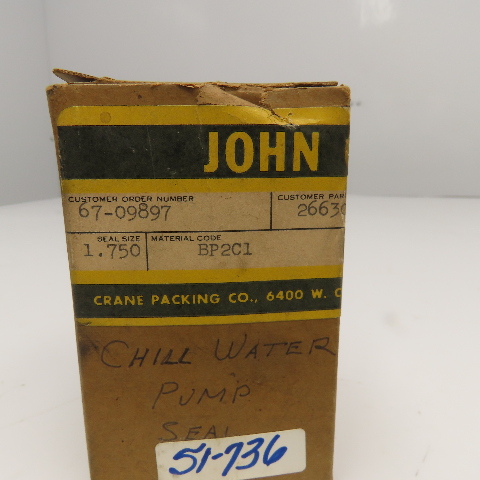 JOHN
CUSTOMER ORDER NUMBER CUSTOMER PAR
67-09897 2663
SEAL SIZE MATERIAL CODE
1.750 BP2C1
CRANE PACKING CO., 6400 W.
CHILL WATER
PUMP
SEAL
51-736